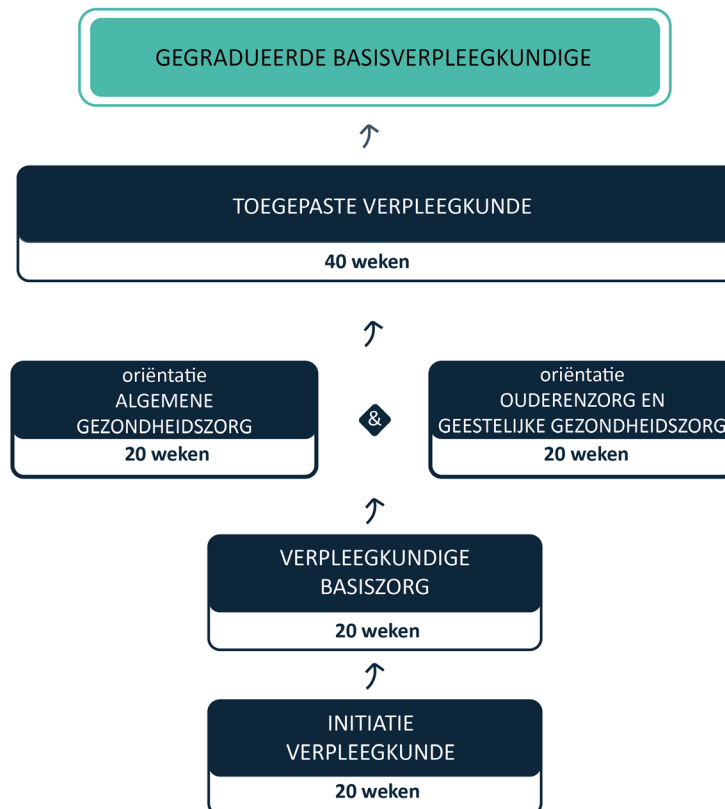 GEGRADUEERDE BASISVERPLEEGKUNDIGE
TOEGEPASTE VERPLEEGKUNDE
40 weken
oriëntatie
ALGEMENE
GEZONDHEIDSZORG
20 weken
&
oriëntatie
OUDERENZORG EN
GEESTELIJKE GEZONDHEIDSZORG
20 weken
VERPLEEGKUNDIGE
BASISZORG
20 weken
INITIATIE
VERPLEEGKUNDE
20 weken